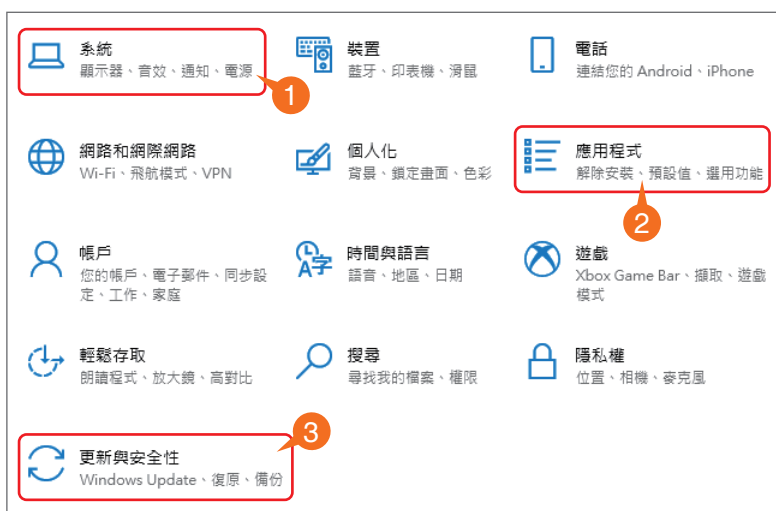 系統
顯示器、音效、通知、電源
1
裝置
藍牙、印表機、滑鼠
電話
連結您的 Android、iPhone
網路和網際網路
Wi-Fi、飛航模式、VPN
個人化
背景、鎖定畫面、色彩
應用程式
解除安裝、預設值、選用功能
2
帳戶
您的帳戶、電子郵件、同步設
定、工作、家庭
A字
時間與語言
語音、地區、日期
遊戲
Xbox Game Bar、擷取、遊戲
模式
輕鬆存取
朗讀程式、放大鏡、高對比
搜尋
尋找我的檔案、權限
隱私權
位置、相機、麥克風
3
更新與安全性
Windows Update、復原、備份